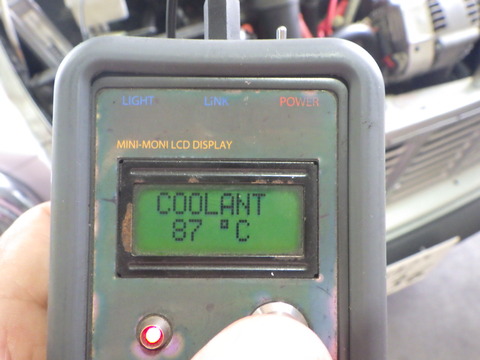 LIGHT LINK POWER
MINI-MONI LCD DISPLAY
COOLANT
87 °C